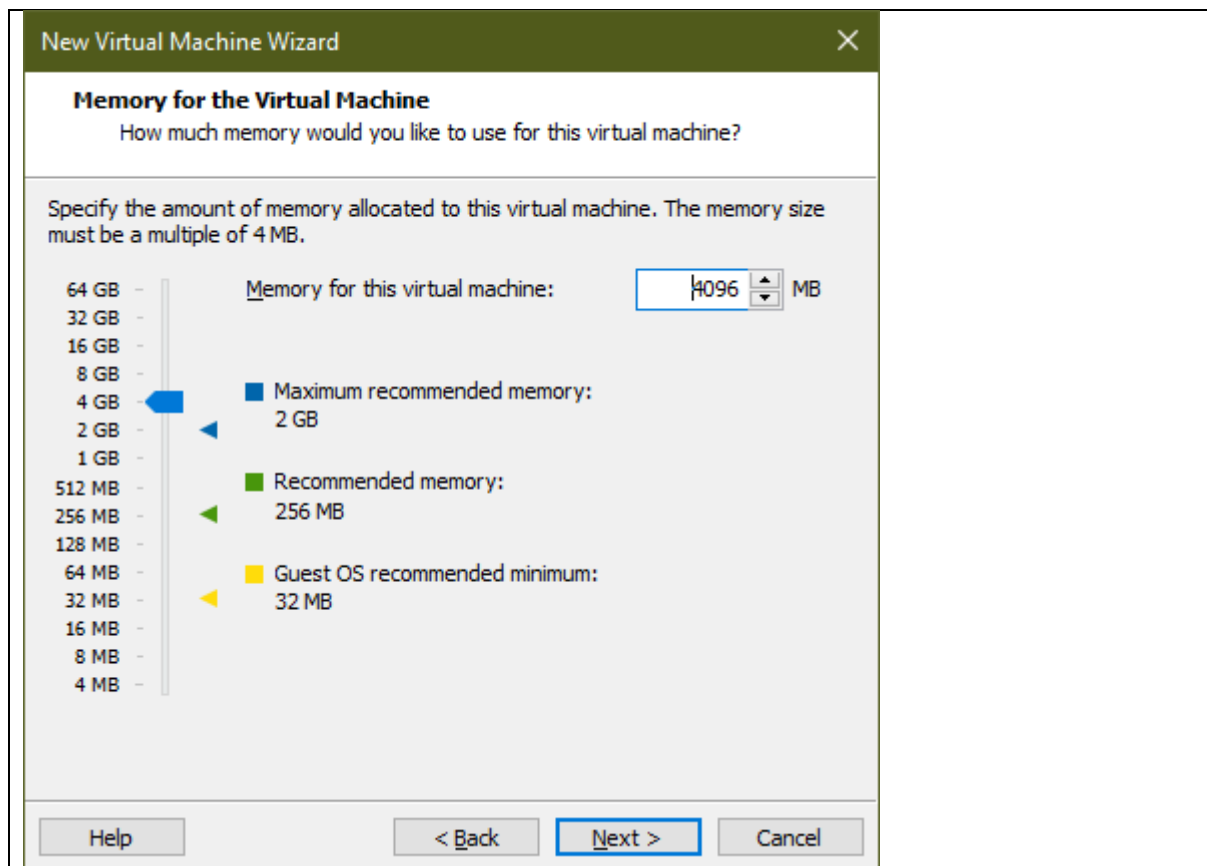 New Virtual Machine Wizard
Memory for the Virtual Machine
How much memory would you like to use for this virtual machine?
Specify the amount of memory allocated to this virtual machine. The memory size
must be a multiple of 4 MB.
64 GB
Memory for this virtual machine: 4096 MB
32 GB
16 GB
8 GB
4 GB
2 GB
1 GB
512 MB
256 MB
128 MB
64 MB
32 MB
16 MB
8 MB
4 MB
Maximum recommended memory:
2 GB
Recommended memory:
256 MB
Guest OS recommended minimum:
32 MB
Help < Back Next > Cancel